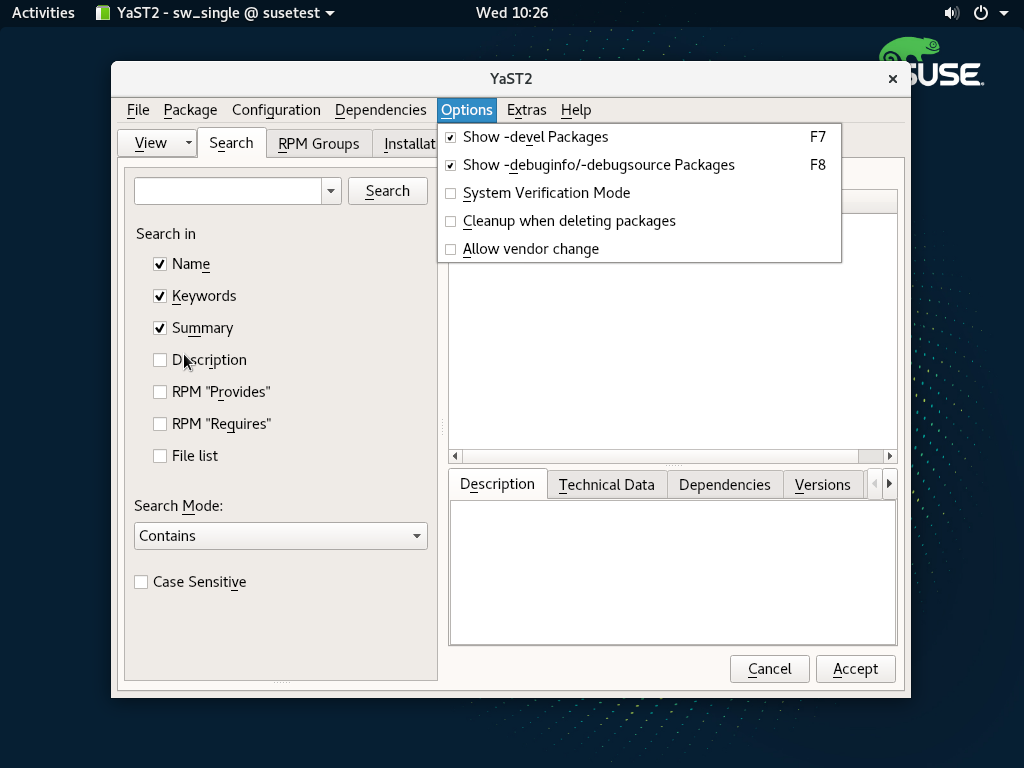 Activities YaST2 - sw_single @ susetest Wed 10:26
SUSE
YaST2
File Package Configuration Dependencies Options Extras Help
View Search RPM Groups Installat
Show -devel Packages F7
Show -debuginfo/-debugsource Packages F8
System Verification Mode
Cleanup when deleting packages
Allow vendor change
Search
Search in
Name
Keywords
Summary
Description
RPM "Provides"
RPM "Requires"
File list
Search Mode:
Contains
Case Sensitive
Description Technical Data Dependencies Versions
Cancel Accept